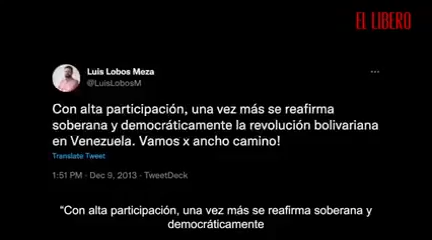 EL LIBERO
Luis Lobos Meza
@LuisLobosM
Con alta participación, una vez más se reafirma
soberana y democráticamente la revolución bolivariana
en Venezuela. Vamos x ancho camino!
Translate Tweet
1:51 PM · Dec 9, 2013 · TweetDeck
“Con alta participación, una vez más se reafirma soberana y
democráticamente